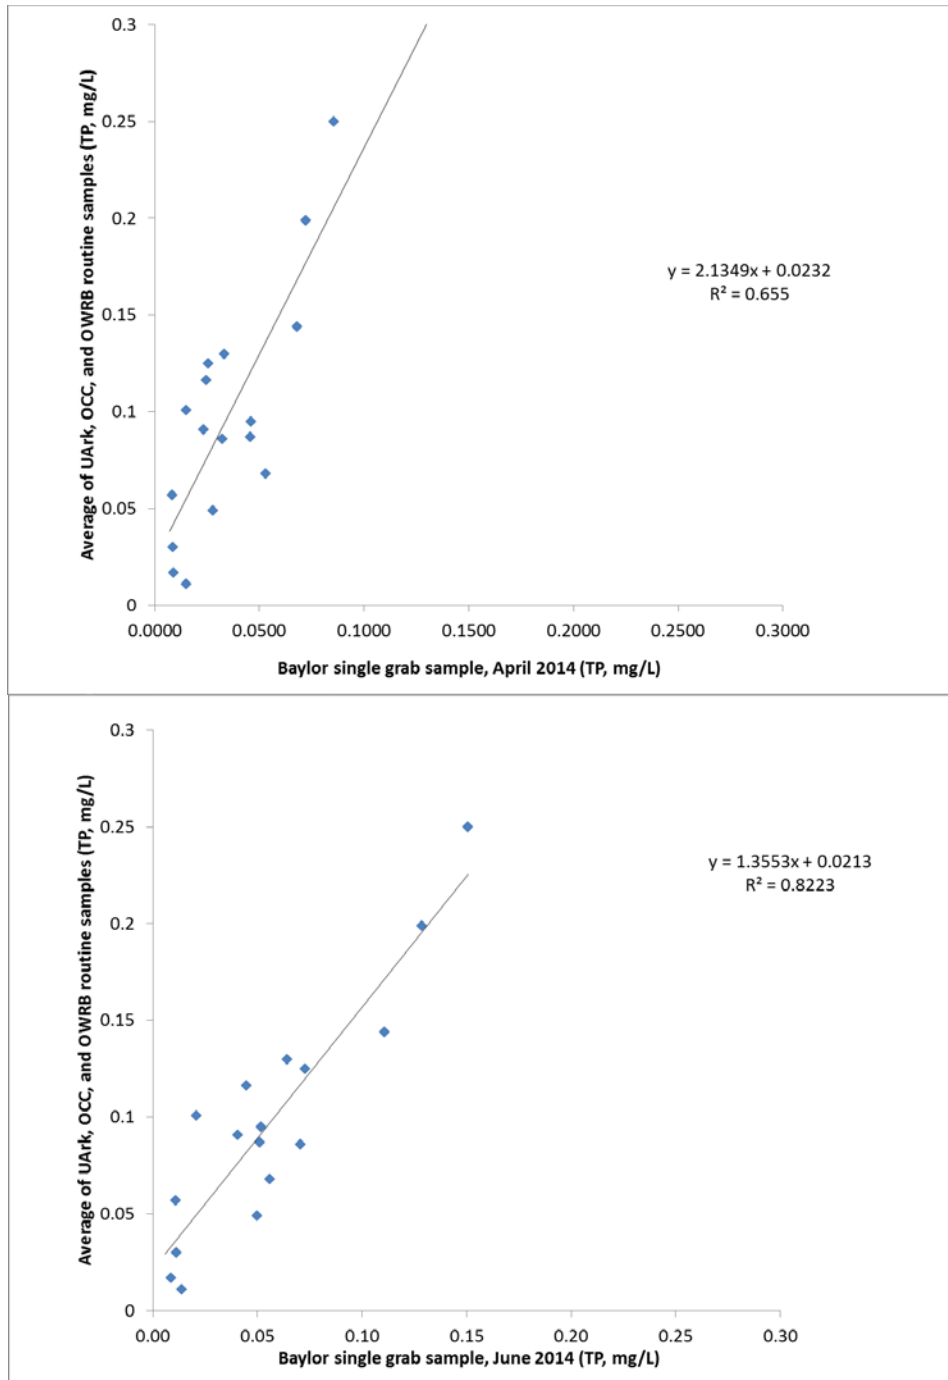 Average of UArk, OCC, and OWRB routine samples (TP, mg/L)
0.3
0.25
0.2
0.15
0.1
0.05
0
y = 2.1349x + 0.0232
R² = 0.655
0.0000 0.0500 0.1000 0.1500 0.2000 0.2500 0.3000
Baylor single grab sample, April 2014 (TP, mg/L)
Average of UArk, OCC, and OWRB routine samples (TP, mg/L)
0.3
0.25
0.2
0.15
0.1
0.05
0
y = 1.3553x + 0.0213
R² = 0.8223
0.00 0.05 0.10 0.15 0.20 0.25 0.30
Baylor single grab sample, June 2014 (TP, mg/L)